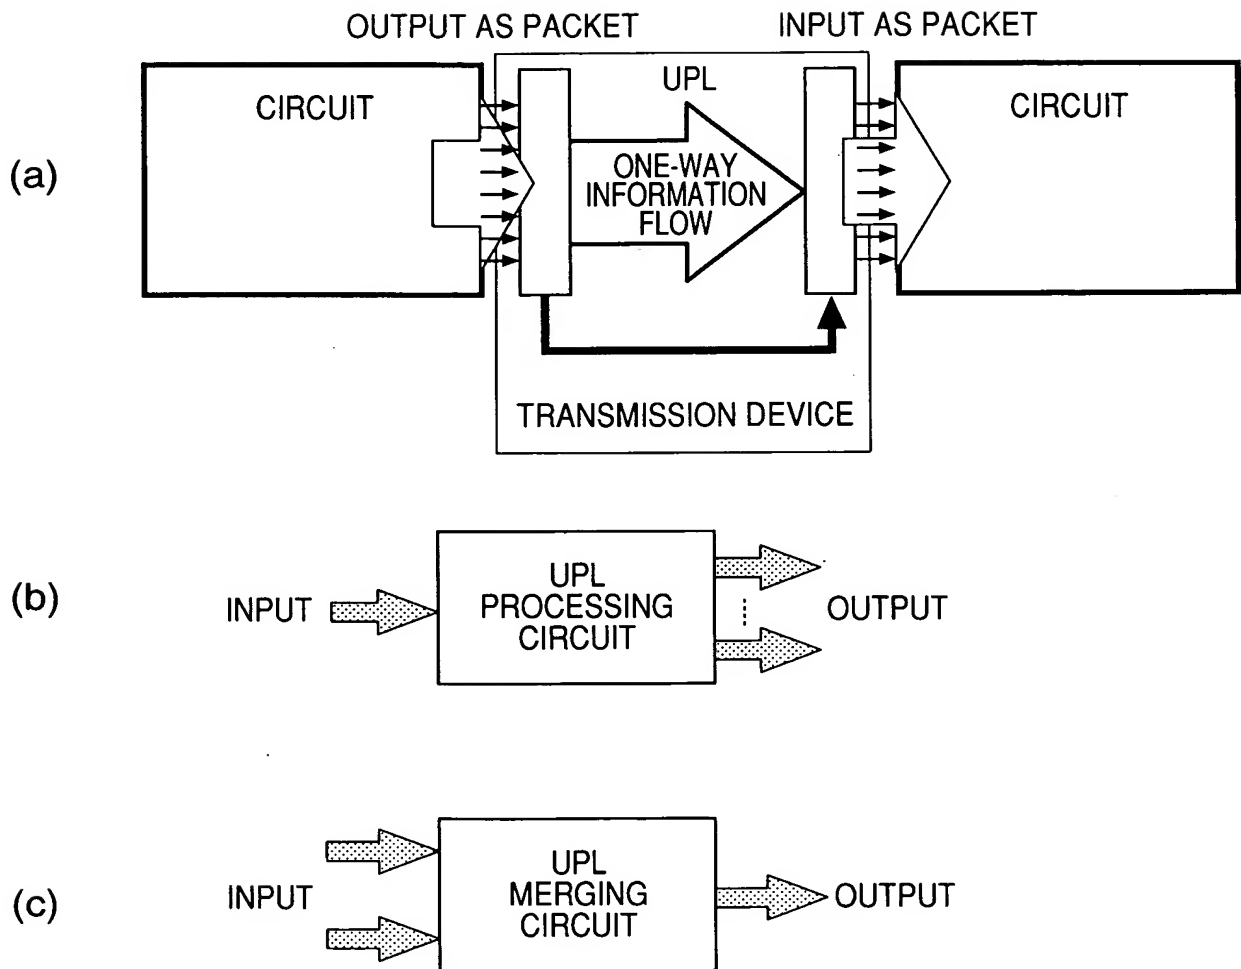 OUTPUT AS PACKET
INPUT AS PACKET
(a)
CIRCUIT
UPL
ONE-WAY
INFORMATION
FLOW
CIRCUIT
TRANSMISSION DEVICE
(b)
INPUT
UPL
PROCESSING
CIRCUIT
OUTPUT
(c)
INPUT
UPL
MERGING
CIRCUIT
OUTPUT